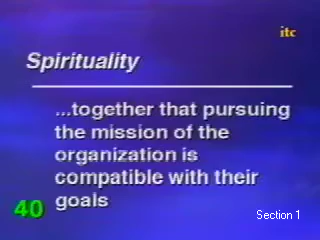 itc
Spirituality
...together that pursuing
the mission of the
organization is
compatible with their
goals
40
Section 1